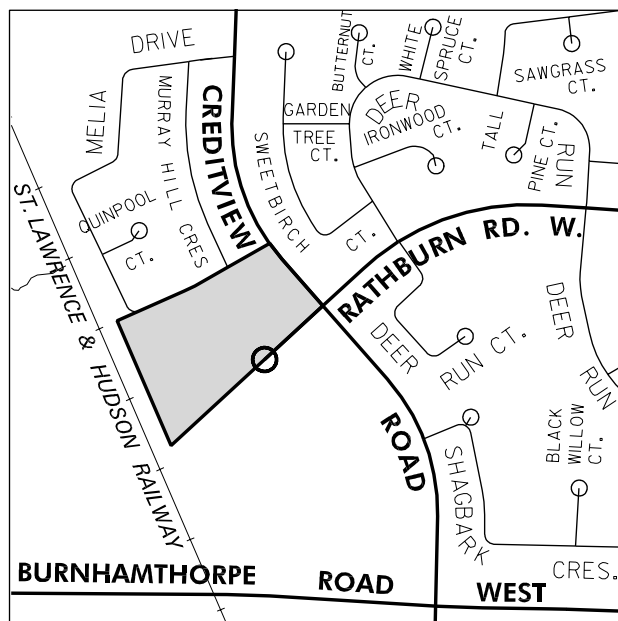 DRIVE
MELIA
MURRAY HILL CRES
CREDITVIEW
QUINPOOL
CT.
SWEETBIRCH
CT.
GARDEN
TREE
CT.
BUTTERNUT
CT.
WHITE
SPRUCE
CT.
SAWGRASS
CT.
DEER
RUN
IRONWOOD
CT.
TALL
PINE CT.
RATHBURN RD. W.
ST. LAWRENCE & HUDSON RAILWAY
DEER
RUN CT.
DEER
RUN
ROAD
SHAGBARK
CRES.
BLACK
WILLOW
CT.
BURNHAMTHORPE ROAD WEST